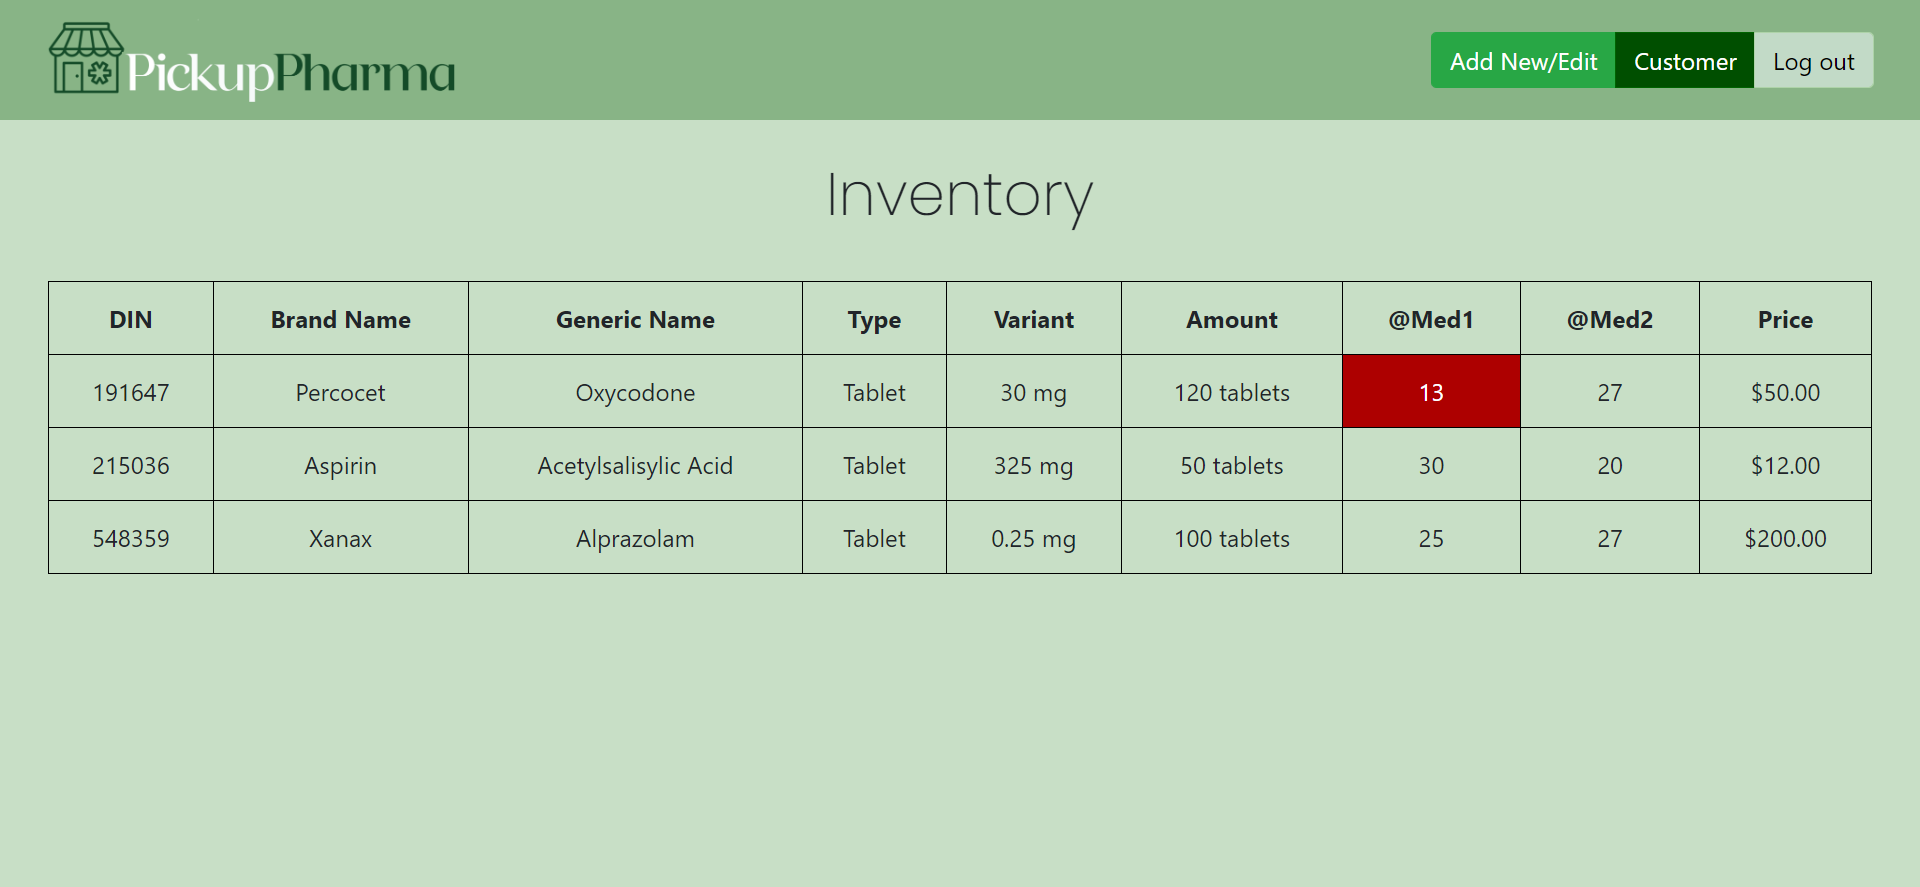 PickupPharma
Add New/Edit Customer Log out
Inventory
DIN Brand Name Generic Name Type Variant Amount @Med1 @Med2 Price
191647 Percocet Oxycodone Tablet 30 mg 120 tablets 13 27 $50.00
215036 Aspirin Acetylsalisylic Acid Tablet 325 mg 50 tablets 30 20 $12.00
548359 Xanax Alprazolam Tablet 0.25 mg 100 tablets 25 27 $200.00